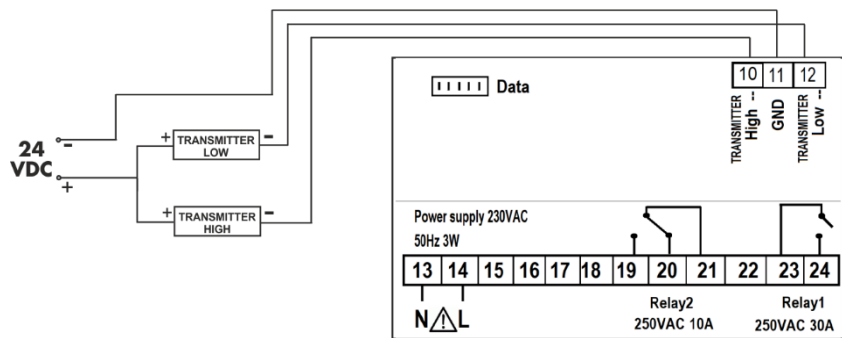 24
VDC
-
+
+ TRANSMITTER LOW -
+ TRANSMITTER HIGH -
Data
10 11 12
TRANSMITTER
High --
GND
TRANSMITTER
Low --
Power supply 230VAC
50Hz 3W
13 14 15 16 17 18 19 20 21 22 23 24
N L
Relay2
250VAC 10A
Relay1
250VAC 30A